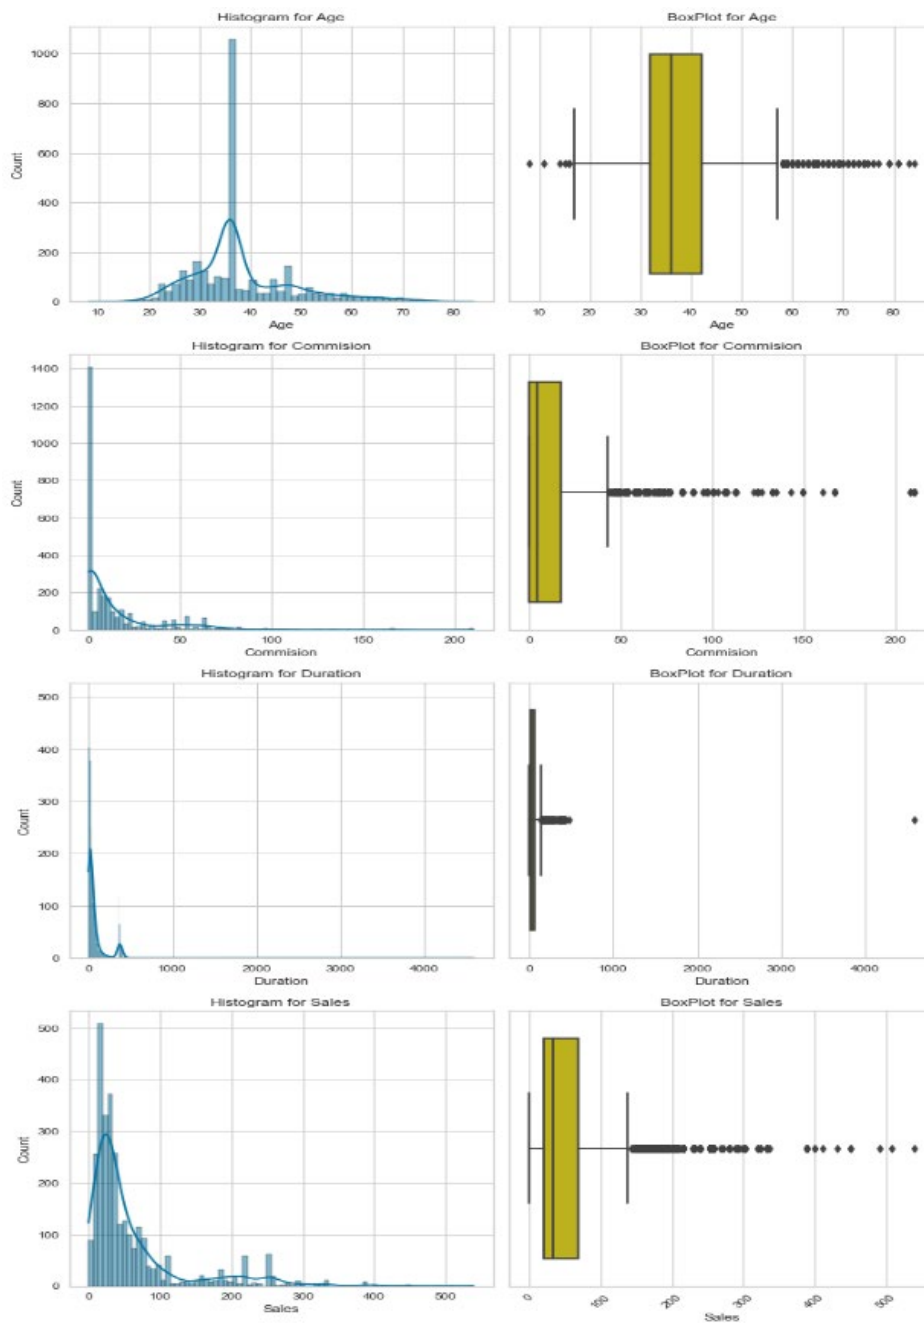 Histogram for Age
1000
800
600
400
200
0
Count
10 20 30 40 50 60 70 80
Age
BoxPlot for Age
10 20 30 40 50 60 70 80
Age
Histogram for Commision
1400
1200
1000
800
600
400
200
0
Count
0 50 100 150 200
Commision
BoxPlot for Commision
0 50 100 150 200
Commision
Histogram for Duration
500
400
300
200
100
0
Count
0 1000 2000 3000 4000
Duration
BoxPlot for Duration
0 1000 2000 3000 4000
Duration
Histogram for Sales
500
400
300
200
100
0
Count
0 100 200 300 400 500
Sales
BoxPlot for Sales
0 100 200 300 400 500
Sales